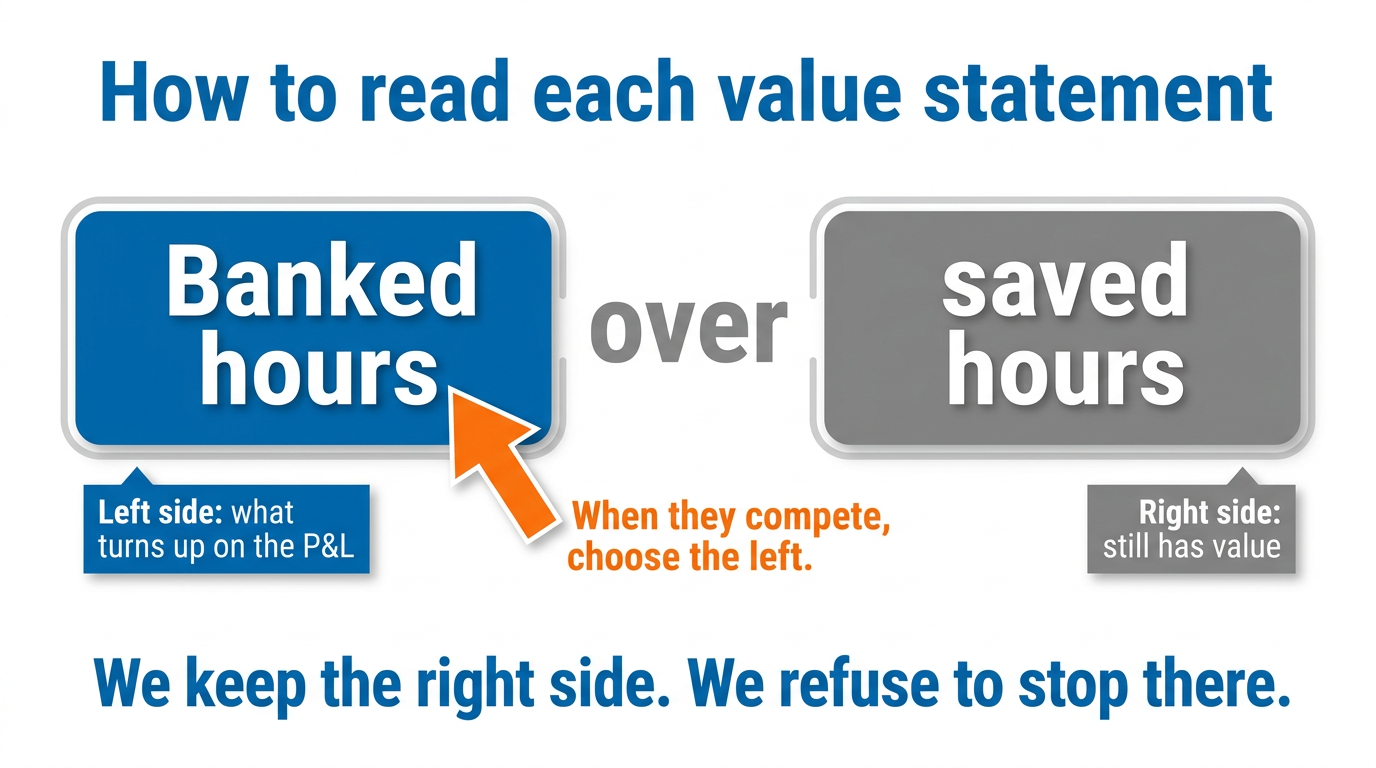 How to read each value statement
Banked
hours
over
saved
hours
Left side: what
turns up on the P&L
When they compete,
choose the left.
Right side:
still has value
We keep the right side. We refuse to stop there.